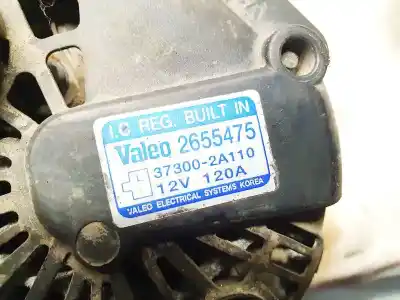 I.C REG. BUILT IN
Valeo 2655475
37300-2A110
12V 120A
VALEO ELECTRICAL SYSTEMS KOREA